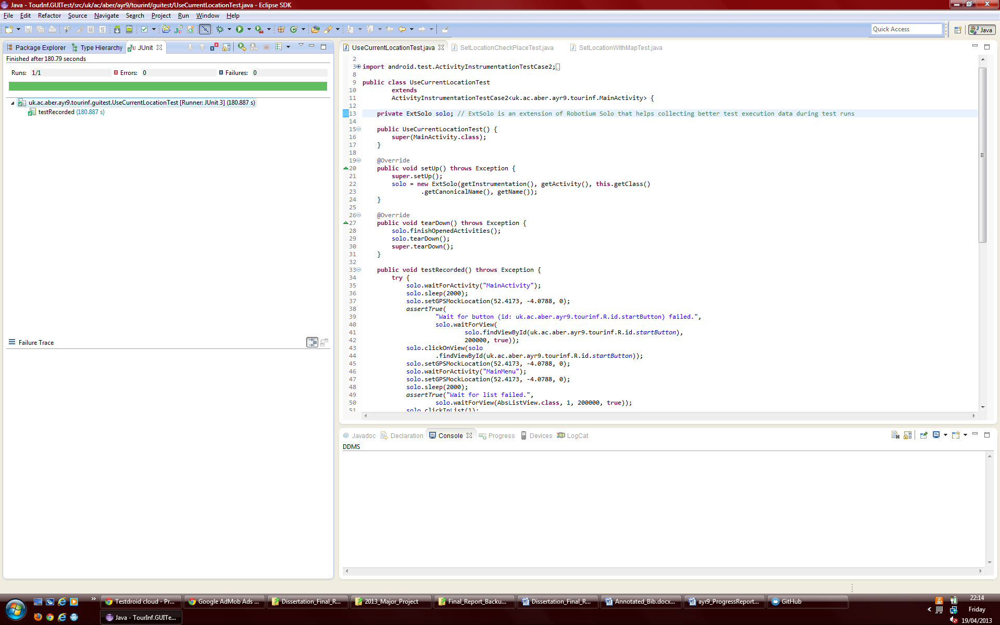 Java - TourInf.GUITest/src/uk/ac/aber/ayr9/tourinf/guitest/UseCurrentLocationTest.java - Eclipse SDK
File Edit Refactor Source Navigate Search Project Run Window Help
Quick Access
Java
Package Explorer Type Hierarchy JUnit
Finished after 180.79 seconds
Runs: 1/1 Errors: 0 Failures: 0
uk.ac.aber.ayr9.tourinf.guitest.UseCurrentLocationTest [Runner: JUnit 3] (180.887 s)
testRecorded (180.887 s)
Failure Trace
UseCurrentLocationTest.java SetLocationCheckPlaceTest.java SetLocationWithMapTest.java
2
3 import android.test.ActivityInstrumentationTestCase2;
8
9 public class UseCurrentLocationTest
10 extends
11 ActivityInstrumentationTestCase2<uk.ac.aber.ayr9.tourinf.MainActivity> {
12
13 private ExtSolo solo; // ExtSolo is an extension of Robotium Solo that helps collecting better test execution data during test runs
14
15 public UseCurrentLocationTest() {
16 super(MainActivity.class);
17 }
18
19 @Override
20 public void setUp() throws Exception {
21 super.setUp();
22 solo = new ExtSolo(getInstrumentation(), getActivity(), this.getClass()
23 .getCanonicalName(), getName());
24 }
25
26 @Override
27 public void tearDown() throws Exception {
28 solo.finishOpenedActivities();
29 solo.tearDown();
30 super.tearDown();
31 }
32
33 public void testRecorded() throws Exception {
34 try {
35 solo.waitForActivity("MainActivity");
36 solo.sleep(2000);
37 solo.setGPSMockLocation(52.4173, -4.0788, 0);
38 assertTrue(
39 "Wait for button (id: uk.ac.aber.ayr9.tourinf.R.id.startButton) failed.",
40 solo.waitForView(
41 solo.findViewById(uk.ac.aber.ayr9.tourinf.R.id.startButton),
42 200000, true));
43 solo.clickOnView(solo
44 .findViewById(uk.ac.aber.ayr9.tourinf.R.id.startButton));
45 solo.setGPSMockLocation(52.4173, -4.0788, 0);
46 solo.waitForActivity("MainMenu");
47 solo.setGPSMockLocation(52.4173, -4.0788, 0);
48 solo.sleep(2000);
49 assertTrue("Wait for list failed.",
50 solo.waitForView(AbsListView.class, 1, 200000, true));
51 solo.clickInList(1);
Javadoc Declaration Console Progress Devices LogCat
DDMS
Testdroid cloud - Pr... Google AdMob Ads ... Dissertation_Final_R... 2013_Major_Project Final_Report_Backu... Dissertation_Final_R... Annotated_Bib.docx... ayr9_ProgressReport... GitHub
Java - TourInf.GUITe...
22:14
Friday
19/04/2013